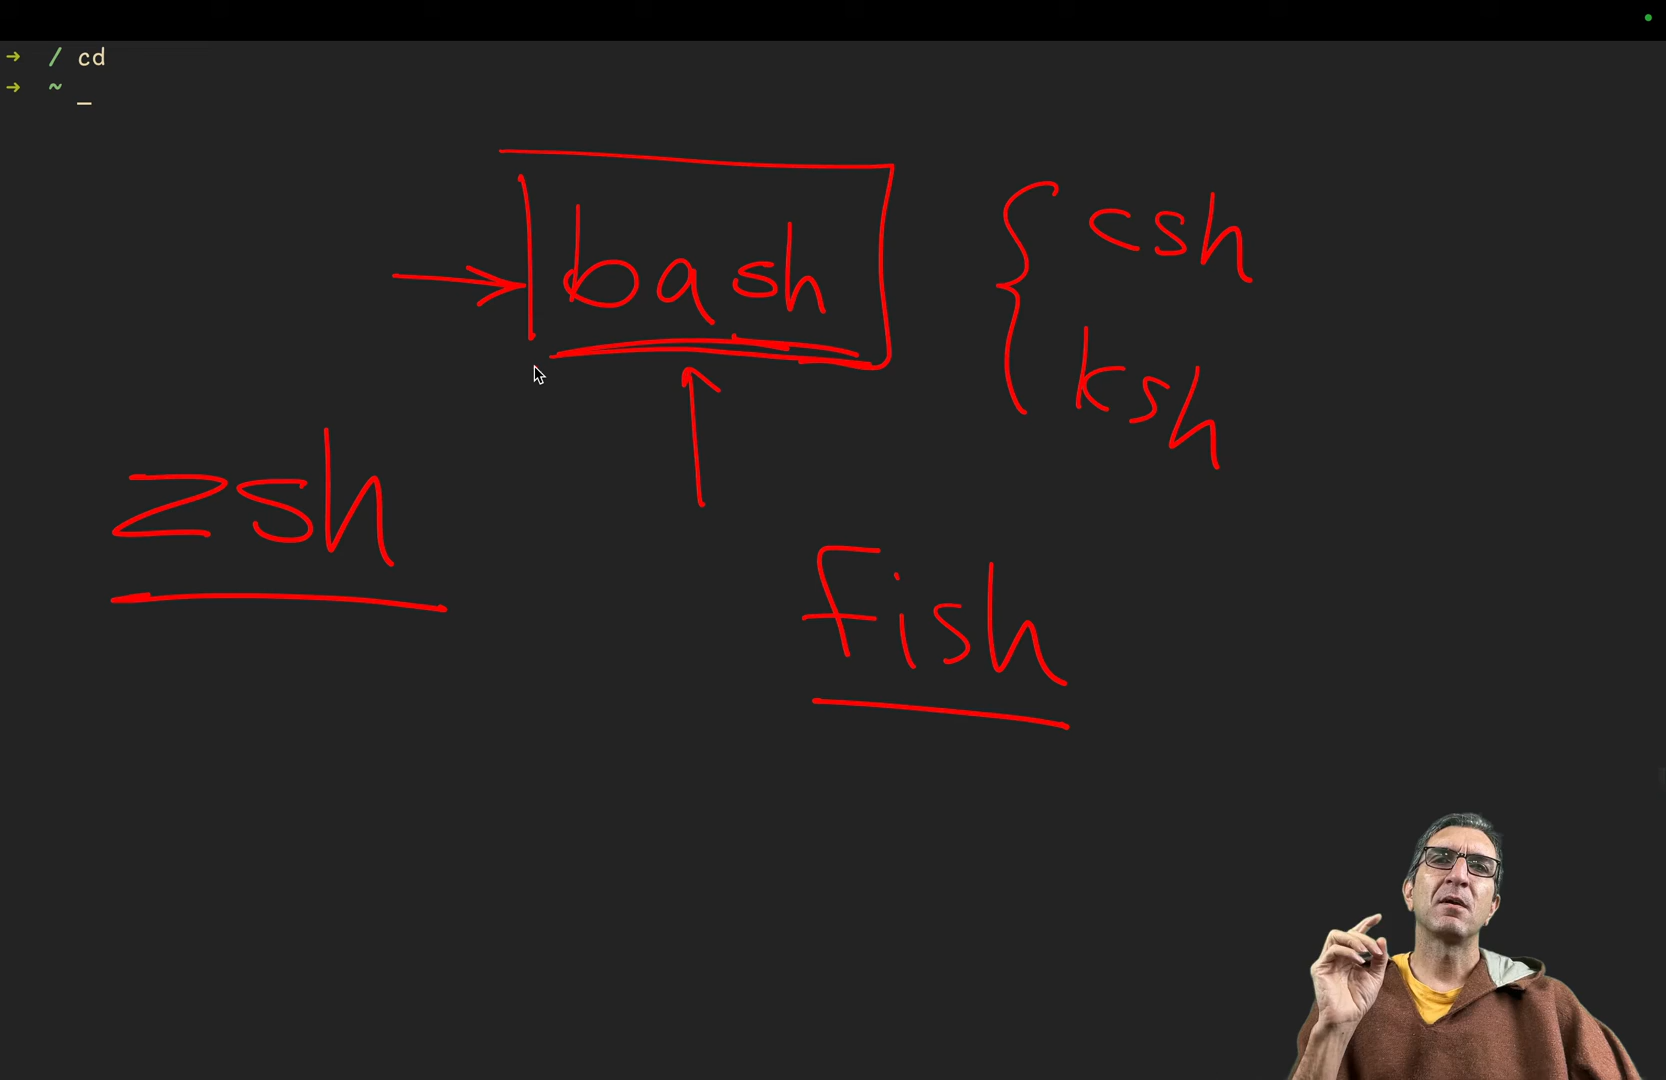 ➜ / cd
➜ ~ _
bash
csh
ksh
zsh
fish